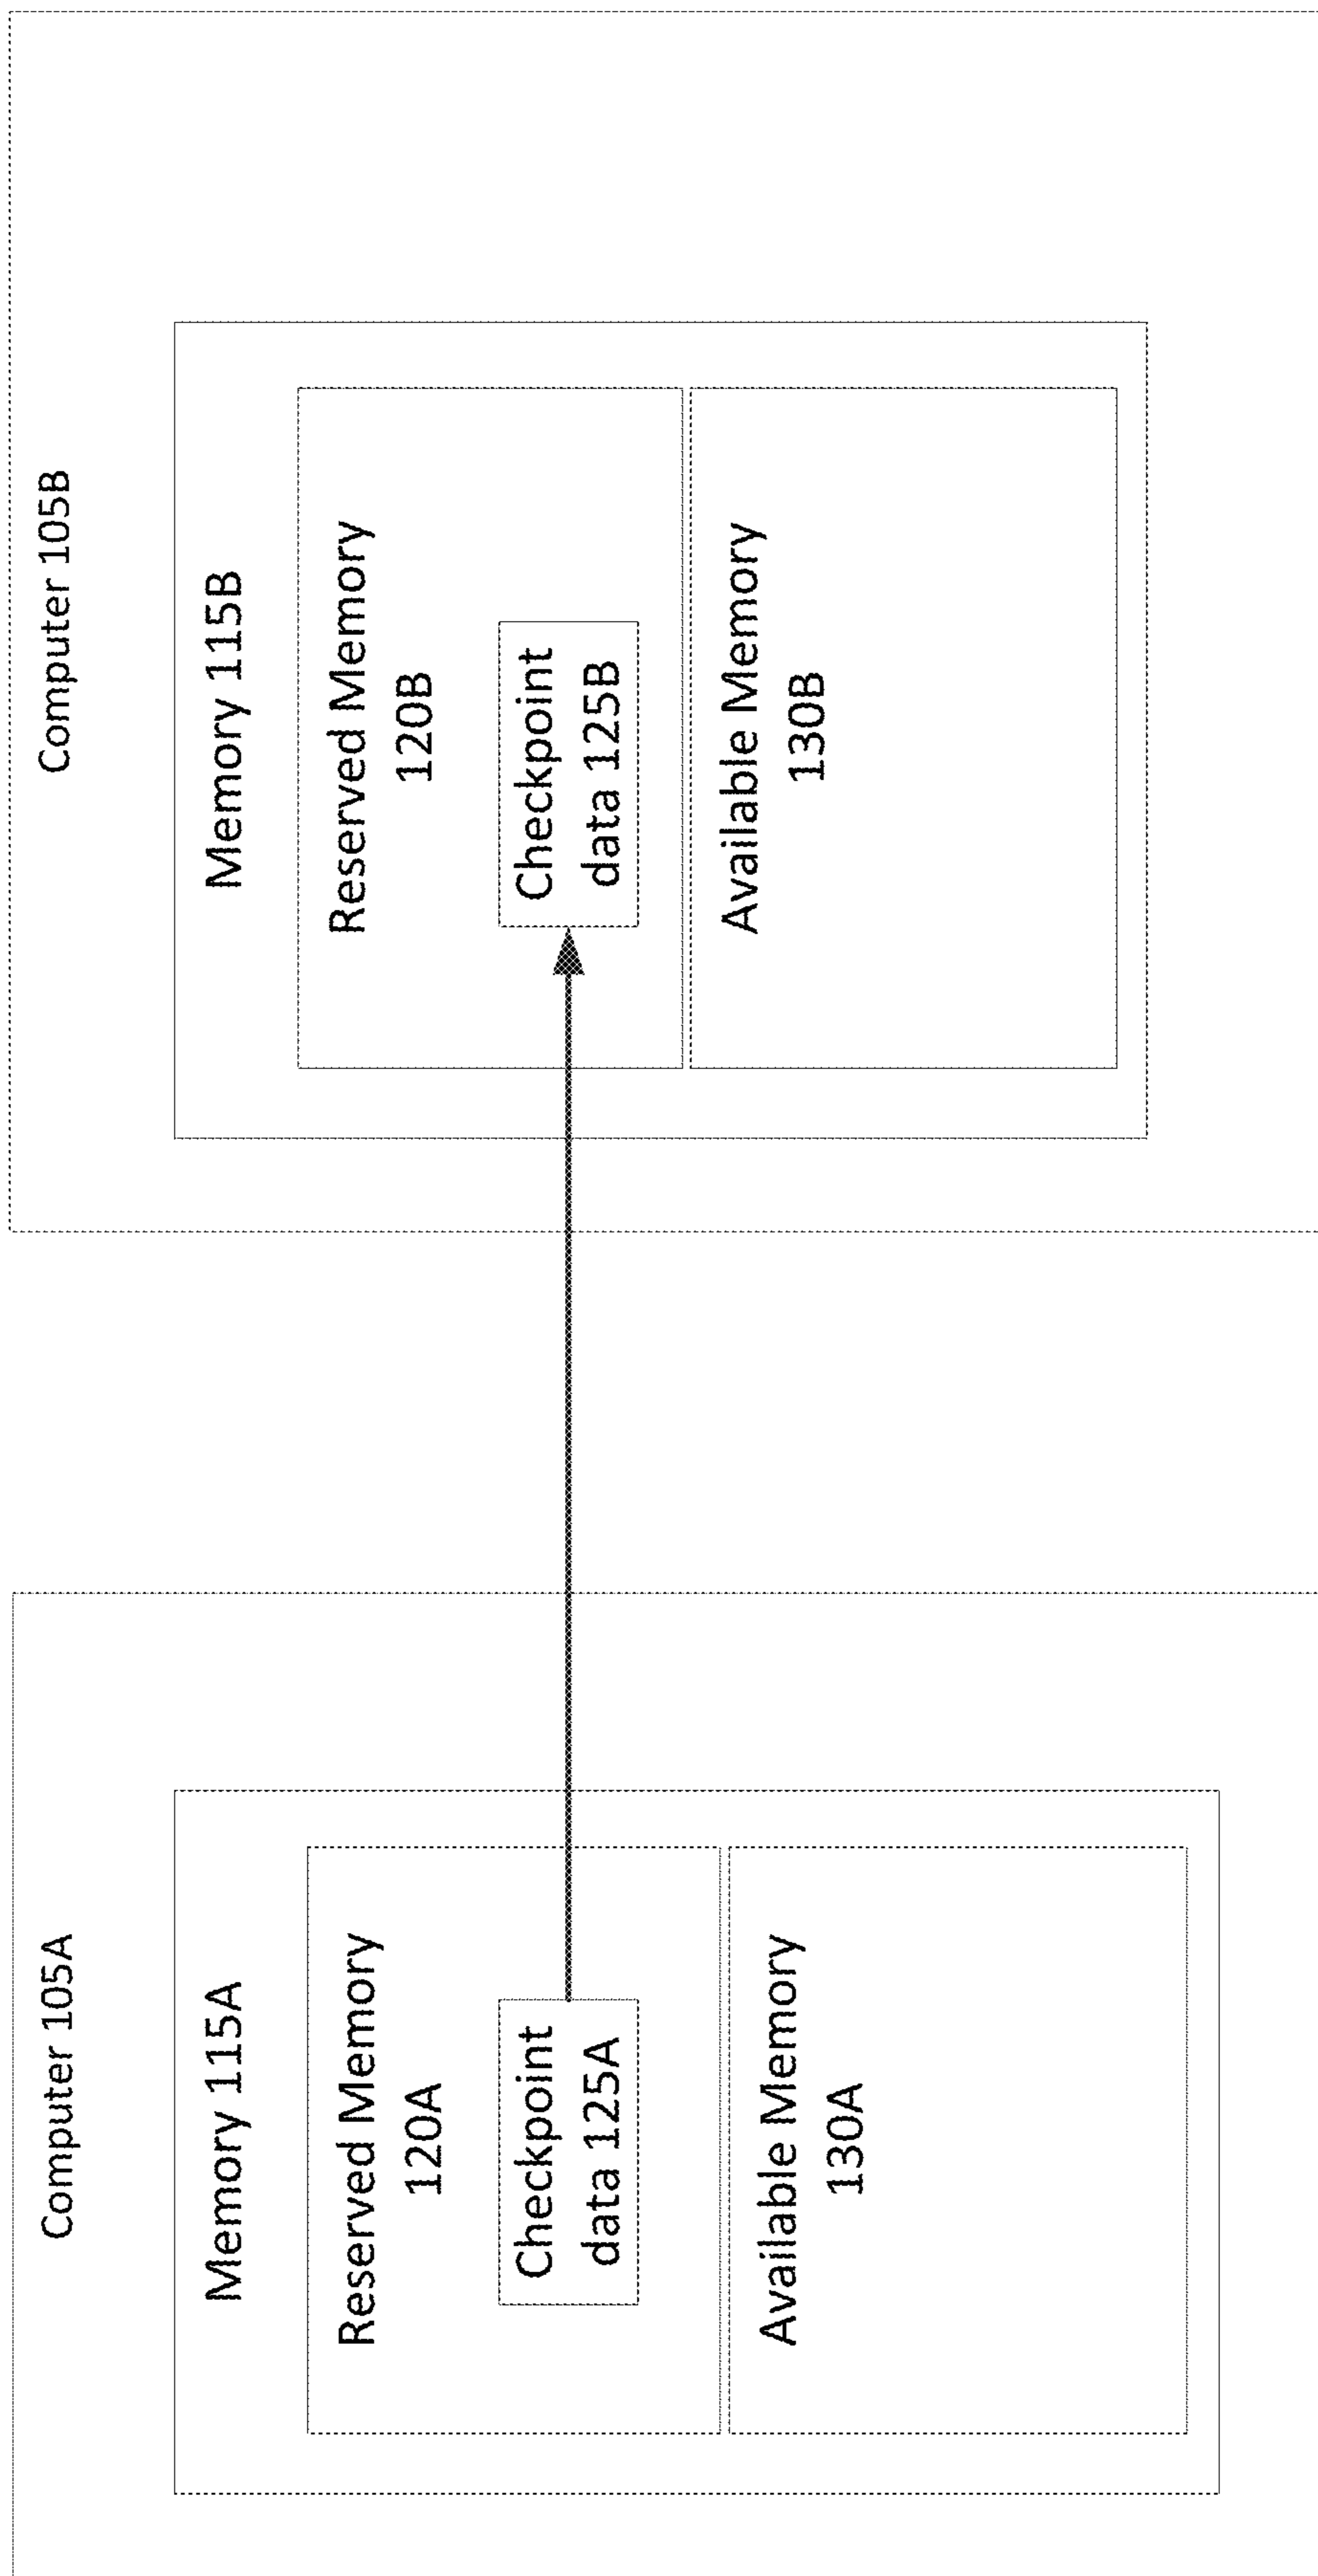 Computer 105A
Memory 115A
Reserved Memory
120A
Checkpoint
data 125A
Available Memory
130A
Computer 105B
Memory 115B
Reserved Memory
120B
Checkpoint
data 125B
Available Memory
130B